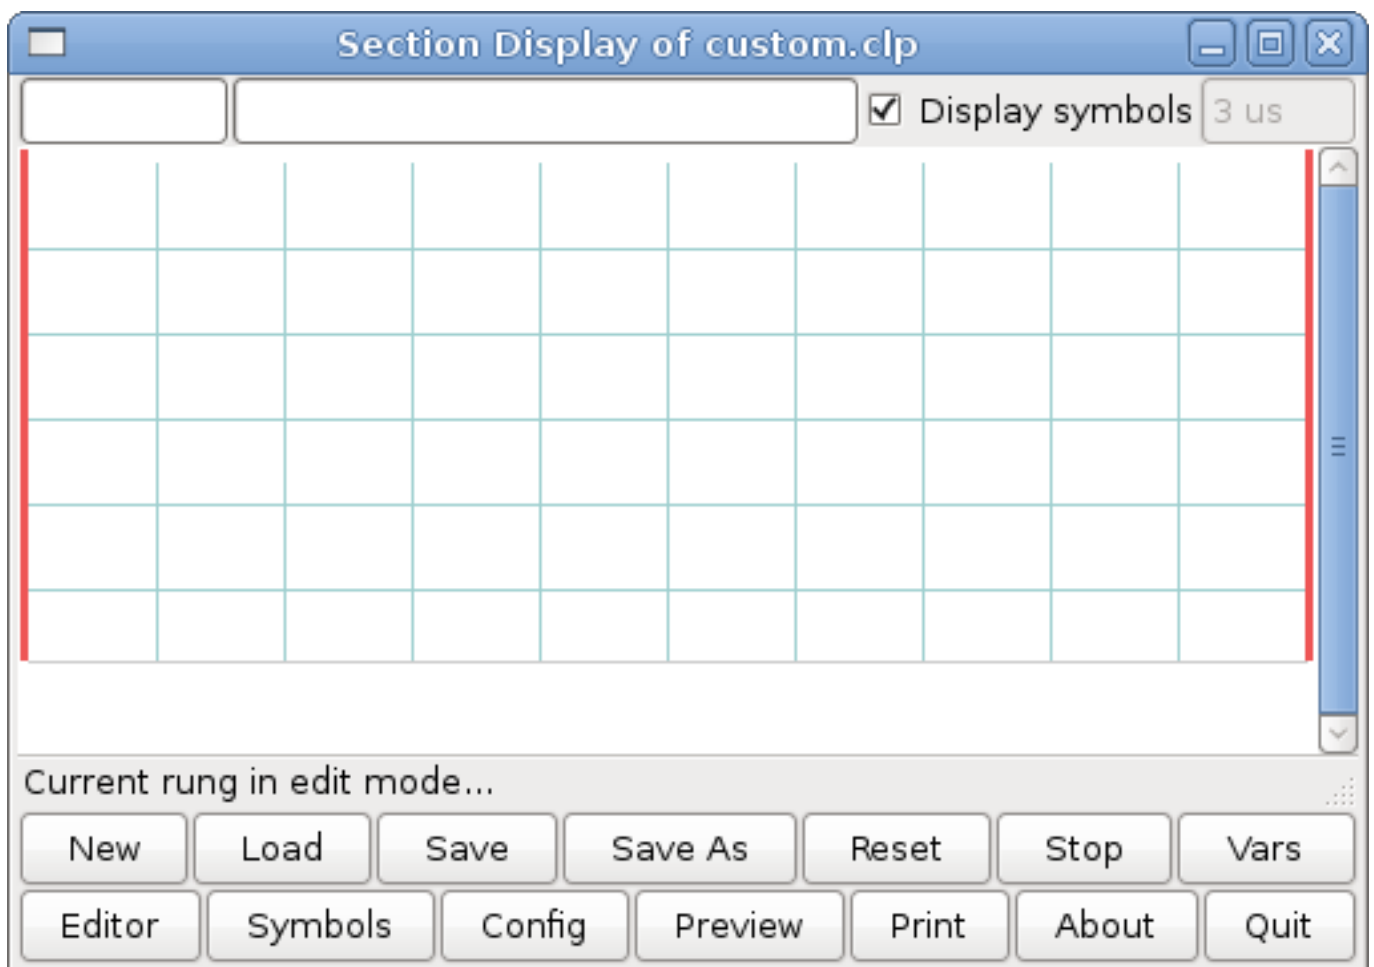 Section Display of custom.clp
Display symbols 3 us
Current rung in edit mode...
New Load Save Save As Reset Stop Vars
Editor Symbols Config Preview Print About Quit